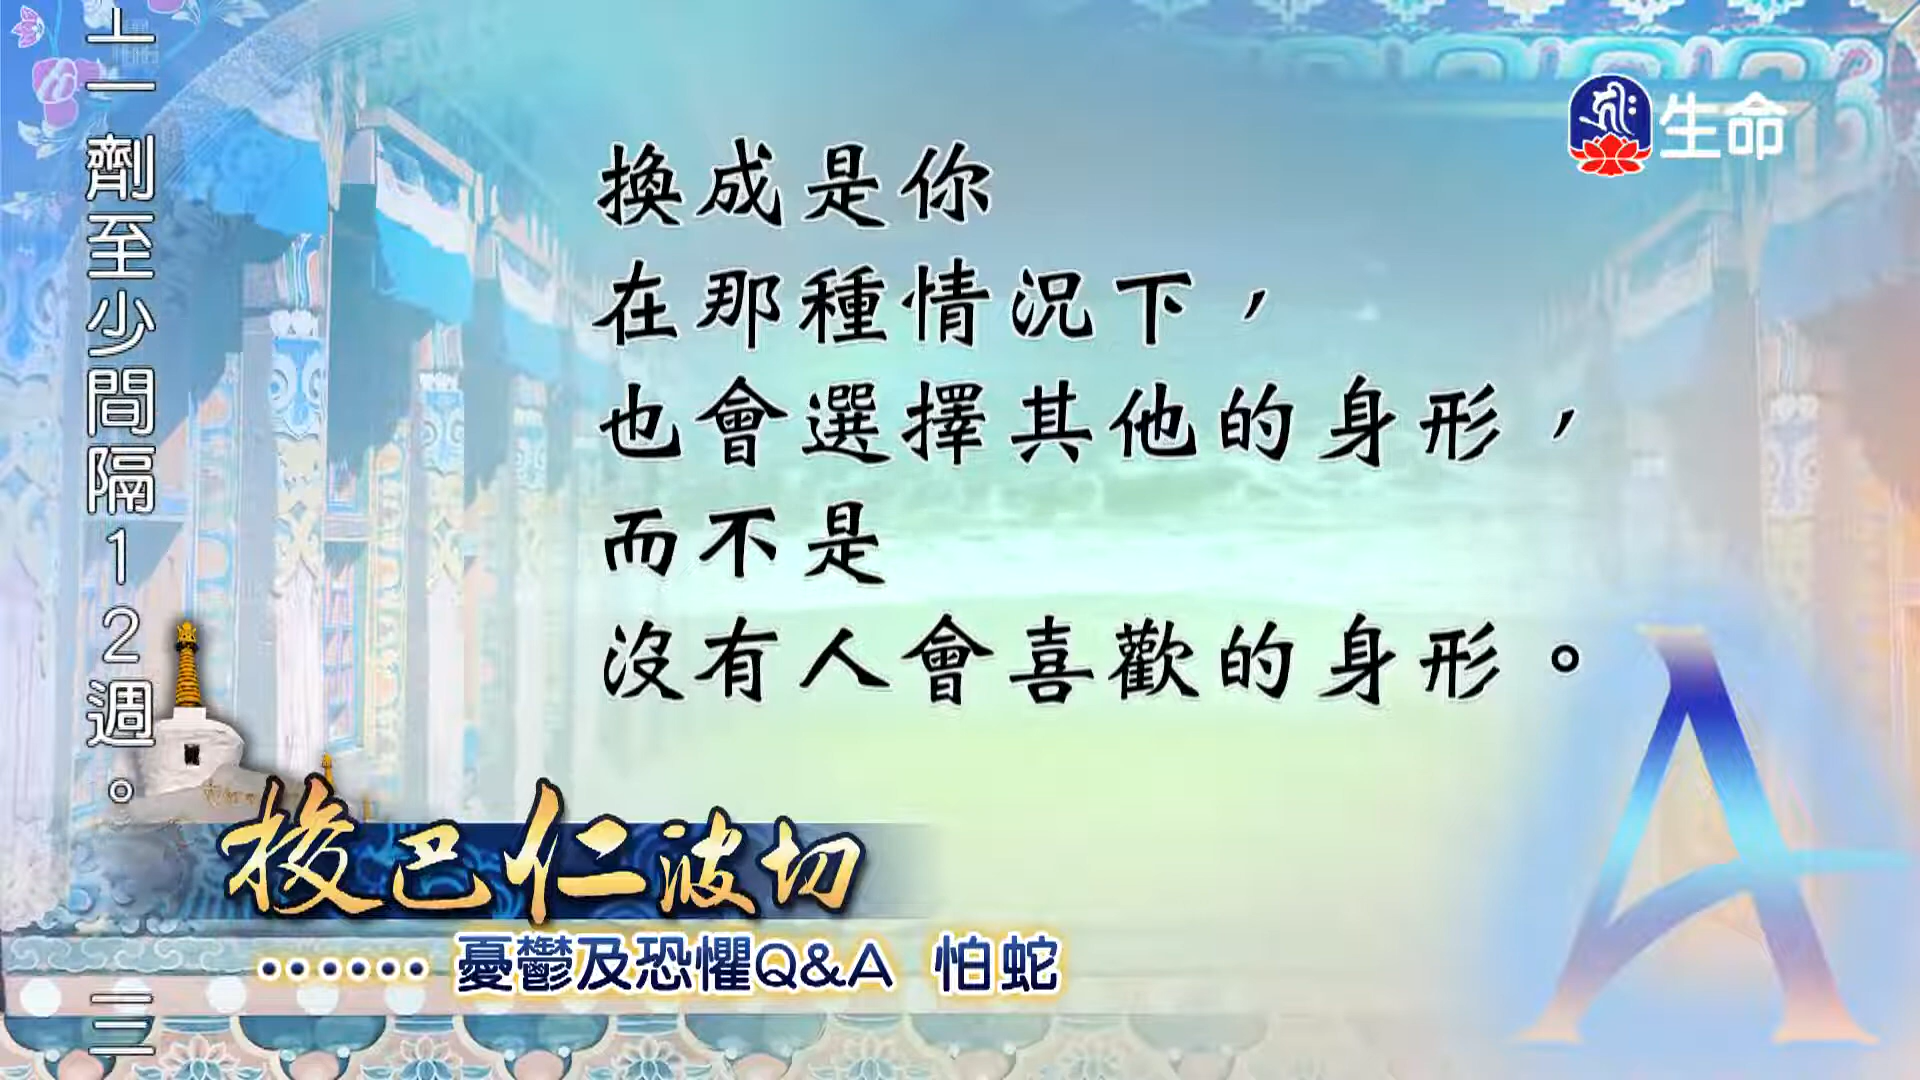 換成是你
在那種情況下，
也會選擇其他的身形，
而不是
沒有人會喜歡的身形。
生命
上一劑至少間隔12週。
三
梭巴仁波切
······憂鬱及恐懼Q&A 怕蛇
A